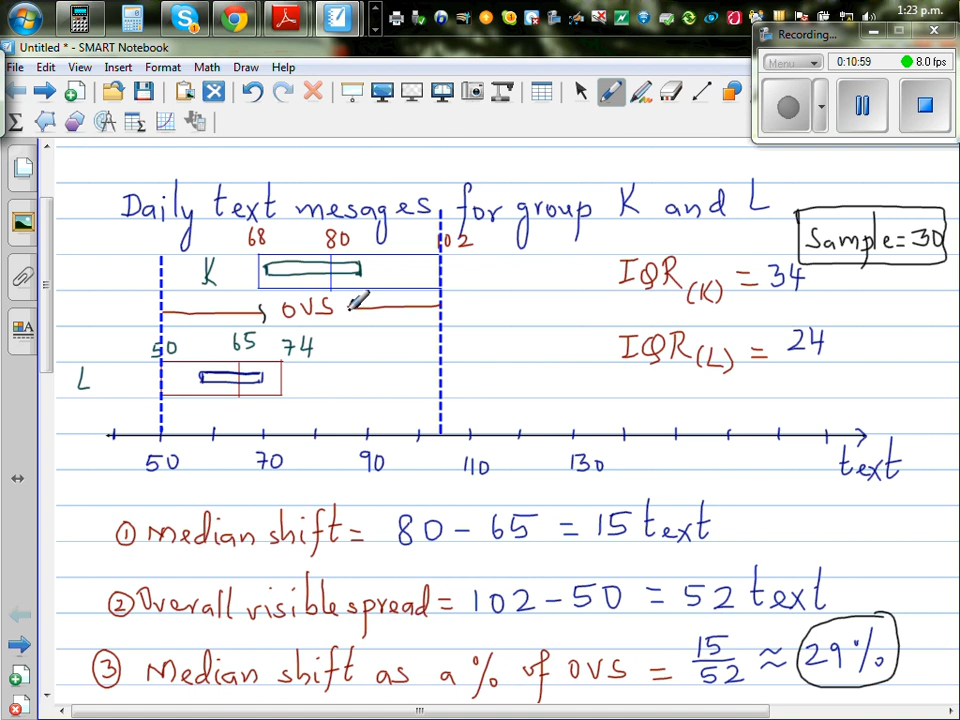 1:23 p.m.
Untitled * - SMART Notebook
Recording...
File Edit View Insert Format Math Draw Help
Menu
0:10:59
8.0 fps
Daily text mesages for group K and L
Sample=30
68 80 102
K
IQR(K) = 34
OVS
50 65 74
IQR(L) = 24
L
50 70 90 110 130 text
① Median shift = 80 - 65 = 15 text
② Overall visible spread = 102 - 50 = 52 text
③ Median shift as a % of OVS = 15/52 ≈ 29%